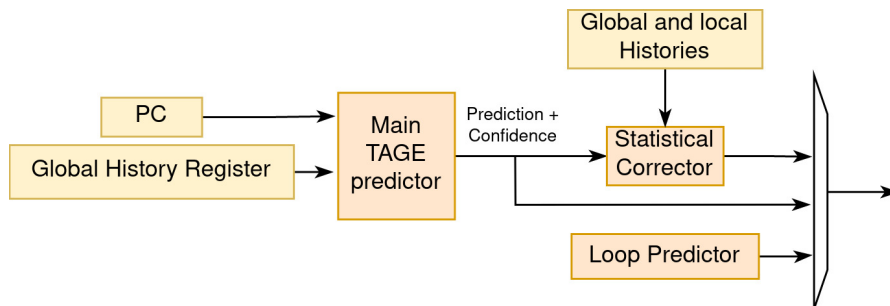 Global and local
Histories
PC
Global History Register
Main
TAGE
predictor
Prediction +
Confidence
Statistical
Corrector
Loop Predictor